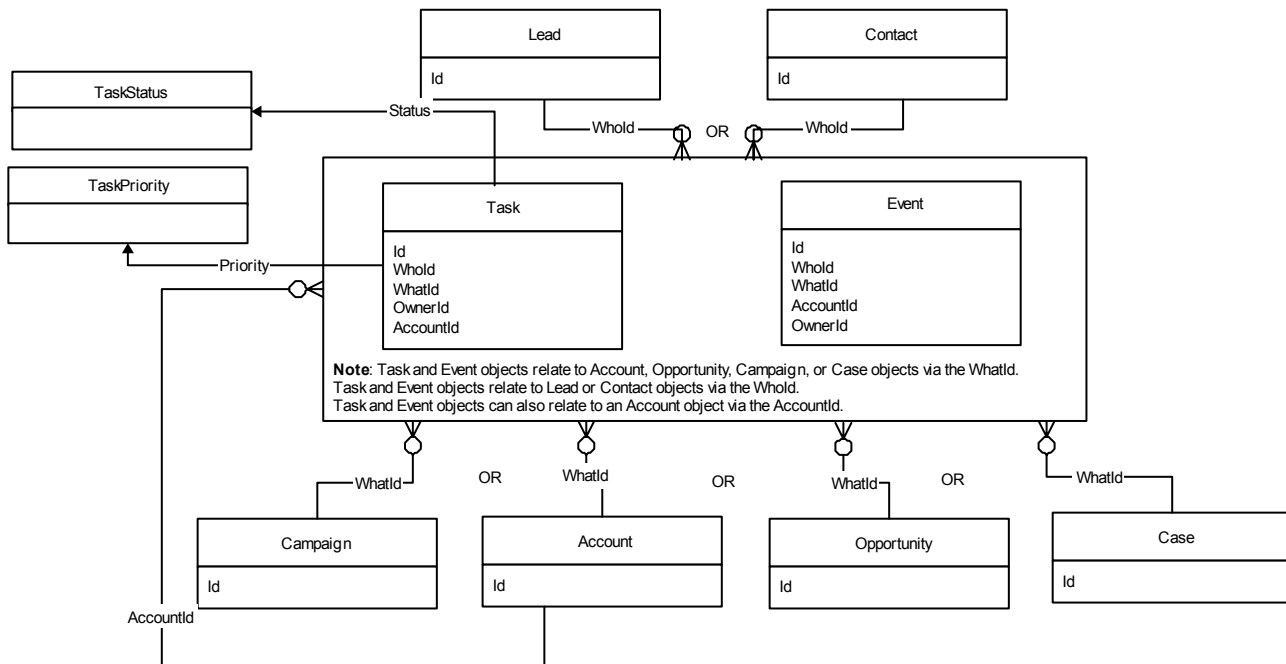 Lead
Id
Contact
Id
TaskStatus
Status
WhoId
OR
WhoId
TaskPriority
Priority
Task
Id
WhoId
WhatId
OwnerId
AccountId
Event
Id
WhoId
WhatId
AccountId
OwnerId
Note: Task and Event objects relate to Account, Opportunity, Campaign, or Case objects via the WhatId.
Task and Event objects relate to Lead or Contact objects via the WhoId.
Task and Event objects can also relate to an Account object via the AccountId.
WhatId
OR
WhatId
OR
WhatId
OR
WhatId
Campaign
Id
Account
Id
Opportunity
Id
Case
Id
AccountId